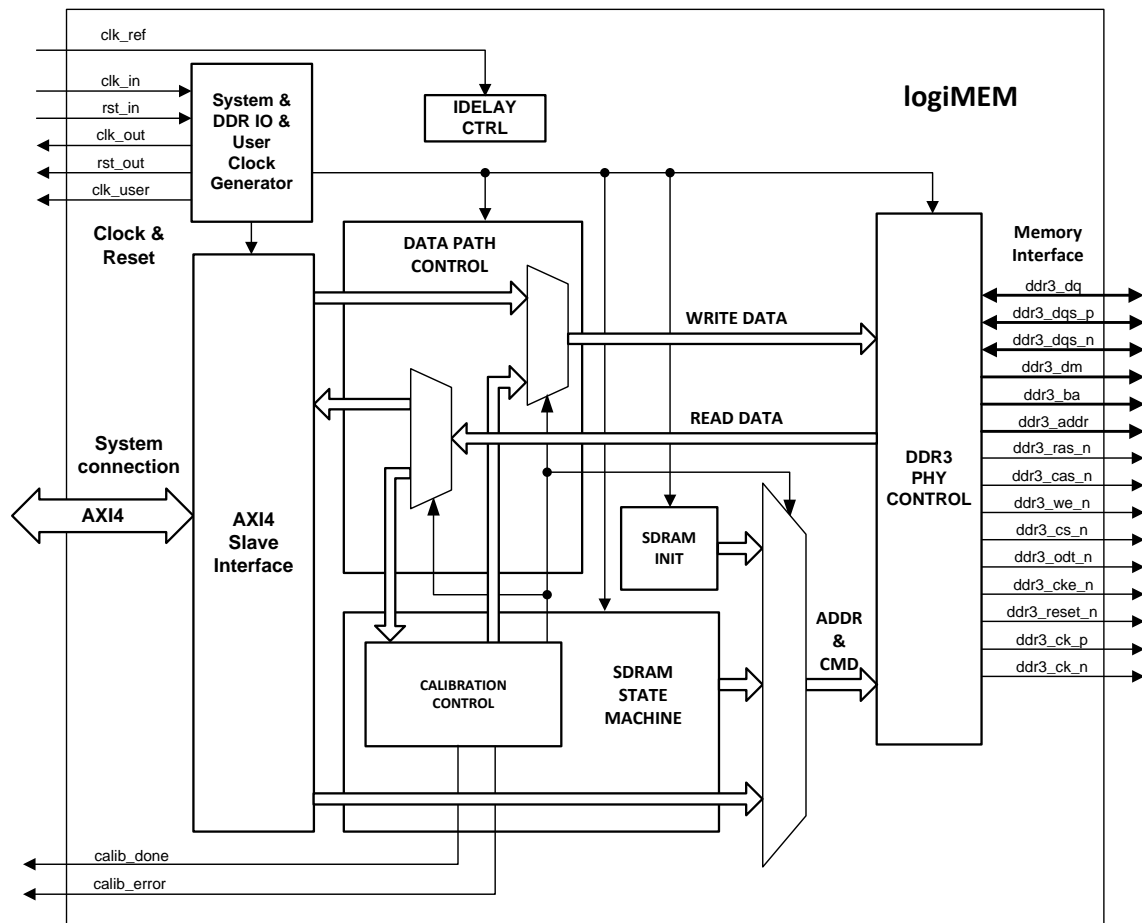 clk_ref
clk_in
rst_in
clk_out
rst_out
clk_user
System &
DDR IO &
User
Clock
Generator
IDELAY
CTRL
logiMEM
Clock &
Reset
DATA PATH
CONTROL
Memory
Interface
WRITE DATA
READ DATA
System
connection
AXI4
AXI4
Slave
Interface
SDRAM
INIT
DDR3
PHY
CONTROL
ddr3_dq
ddr3_dqs_p
ddr3_dqs_n
ddr3_dm
ddr3_ba
ddr3_addr
ddr3_ras_n
ddr3_cas_n
ddr3_we_n
ddr3_cs_n
ddr3_odt_n
ddr3_cke_n
ddr3_reset_n
ddr3_ck_p
ddr3_ck_n
ADDR
&
CMD
CALIBRATION
CONTROL
SDRAM
STATE
MACHINE
calib_done
calib_error